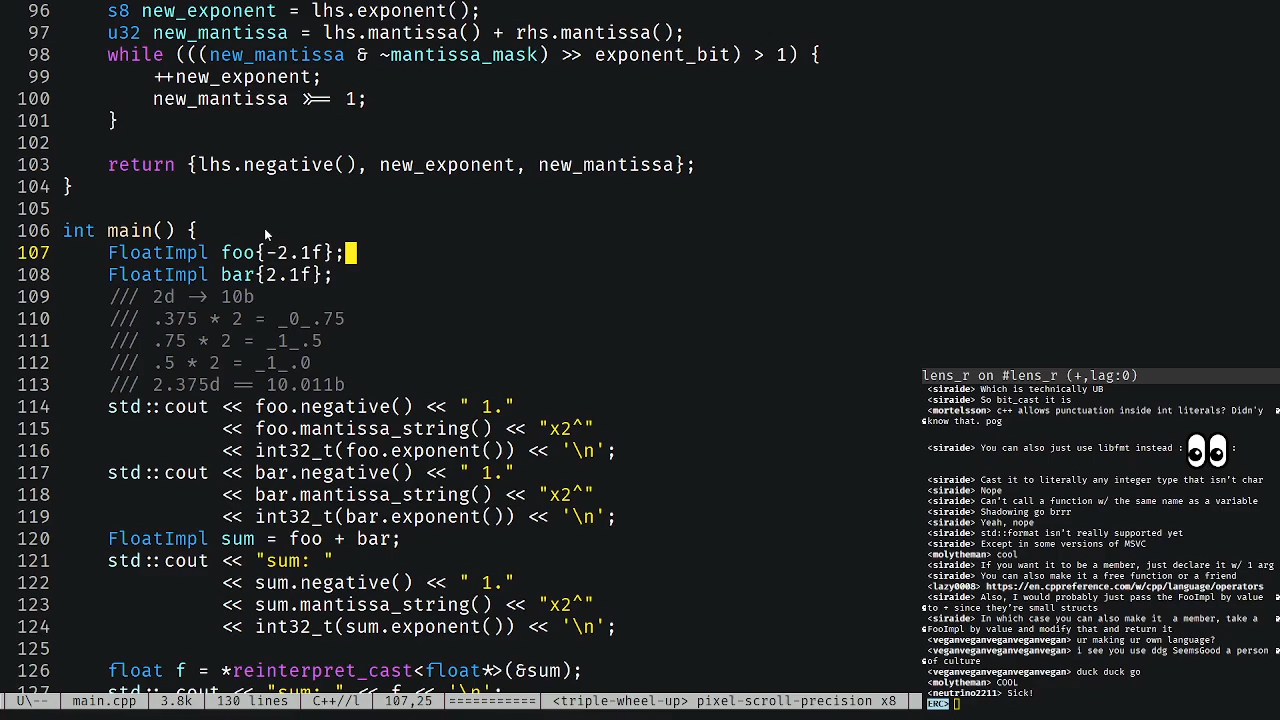 96 s8 new_exponent = lhs.exponent();
97 u32 new_mantissa = lhs.mantissa() + rhs.mantissa();
98 while (((new_mantissa & ~mantissa_mask) >> exponent_bit) > 1) {
99 ++new_exponent;
100 new_mantissa >>= 1;
101 }
102
103 return {lhs.negative(), new_exponent, new_mantissa};
104 }
105
106 int main() {
107 FloatImpl foo{-2.1f};
108 FloatImpl bar{2.1f};
109 /// 2d -> 10b
110 /// .375 * 2 = _0_.75
111 /// .75 * 2 = _1_.5
112 /// .5 * 2 = _1_.0
113 /// 2.375d == 10.011b
114 std::cout << foo.negative() << " 1."
115 << foo.mantissa_string() << "x2^"
116 << int32_t(foo.exponent()) << '\n';
117 std::cout << bar.negative() << " 1."
118 << bar.mantissa_string() << "x2^"
119 << int32_t(bar.exponent()) << '\n';
120 FloatImpl sum = foo + bar;
121 std::cout << "sum: "
122 << sum.negative() << " 1."
123 << sum.mantissa_string() << "x2^"
124 << int32_t(sum.exponent()) << '\n';
125
126 float f = *reinterpret_cast<float*>(&sum);
127 std::cout << "sum: " << f << '\n';
U\-- main.cpp 3.8k 130 lines C++//l 107,25 =========== <triple-wheel-up> pixel-scroll-precision x8
lens_r on #lens_r (+,lag:0)
<siraide> Which is technically UB
<siraide> So bit_cast it is
<mortelsson> c++ allows punctuation inside int literals? Didn'y
know that. pog
<siraide> You can also just use libfmt instead : :
<siraide> Cast it to literally any integer type that isn't char
<siraide> Nope
<siraide> Can't call a function w/ the same name as a variable
<siraide> Shadowing go brrr
<siraide> Yeah, nope
<siraide> std::format isn't really supported yet
<siraide> Except in some versions of MSVC
<molytheman> cool
<siraide> If you want it to be a member, just declare it w/ 1 arg
<siraide> You can also make it a free function or a friend
<lazy0008> https://en.cppreference.com/w/cpp/language/operators
<siraide> Also, I would probably just pass the FooImpl by value
to + since they're small structs
<siraide> In which case you can also make it a member, take a
FooImpl by value and modify that and return it
<veganveganveganveganvegan> ur making ur own language?
<veganveganveganveganvegan> i see you use ddg SeemsGood a person
of culture
<veganveganveganveganvegan> duck duck go
<molytheman> COOL
<neutrino2211> Sick!
ERC>